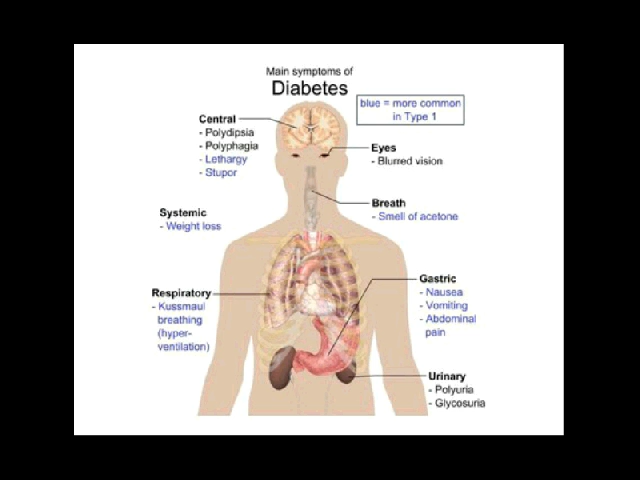 Main symptoms of
Diabetes
blue = more common
in Type 1
Central
- Polydipsia
- Polyphagia
- Lethargy
- Stupor
Eyes
- Blurred vision
Breath
- Smell of acetone
Systemic
- Weight loss
Gastric
- Nausea
- Vomiting
- Abdominal
pain
Respiratory
- Kussmaul
breathing
(hyper-
ventilation)
Urinary
- Polyuria
- Glycosuria